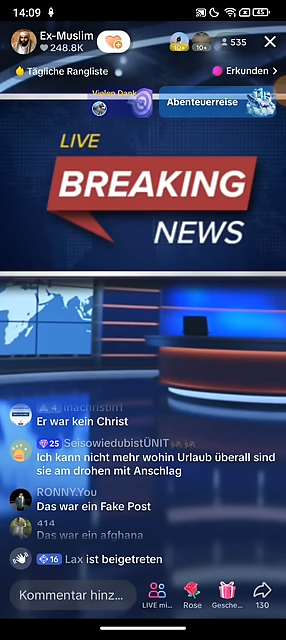 14:09
45
Ex-Muslim
248.8K
10+
10+
535
Tägliche Rangliste
Erkunden
Vielen Dank
Abenteuerreise
LIVE
BREAKING
NEWS
Er war kein Christ
25 SeisowiedubistÜNIT
Ich kann nicht mehr wohin Urlaub überall sind
sie am drohen mit Anschlag
RONNY.You
Das war ein Fake Post
414
Das war ein afghana
16 Lax ist beigetreten
Kommentar hinz...
LIVE mi...
Rose
Gesche...
130